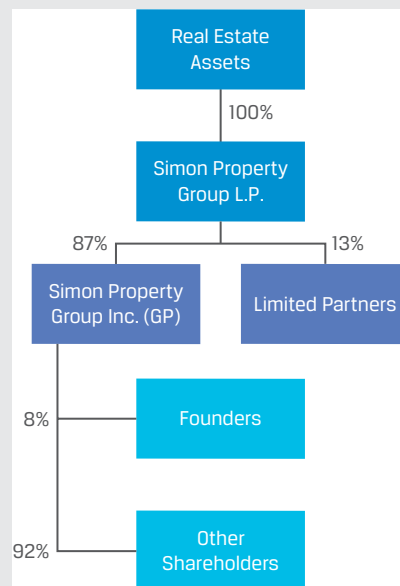 Real Estate
Assets
100%
Simon Property
Group L.P.
87%
13%
Simon Property
Group Inc. (GP)
Limited Partners
8%
Founders
92%
Other
Shareholders